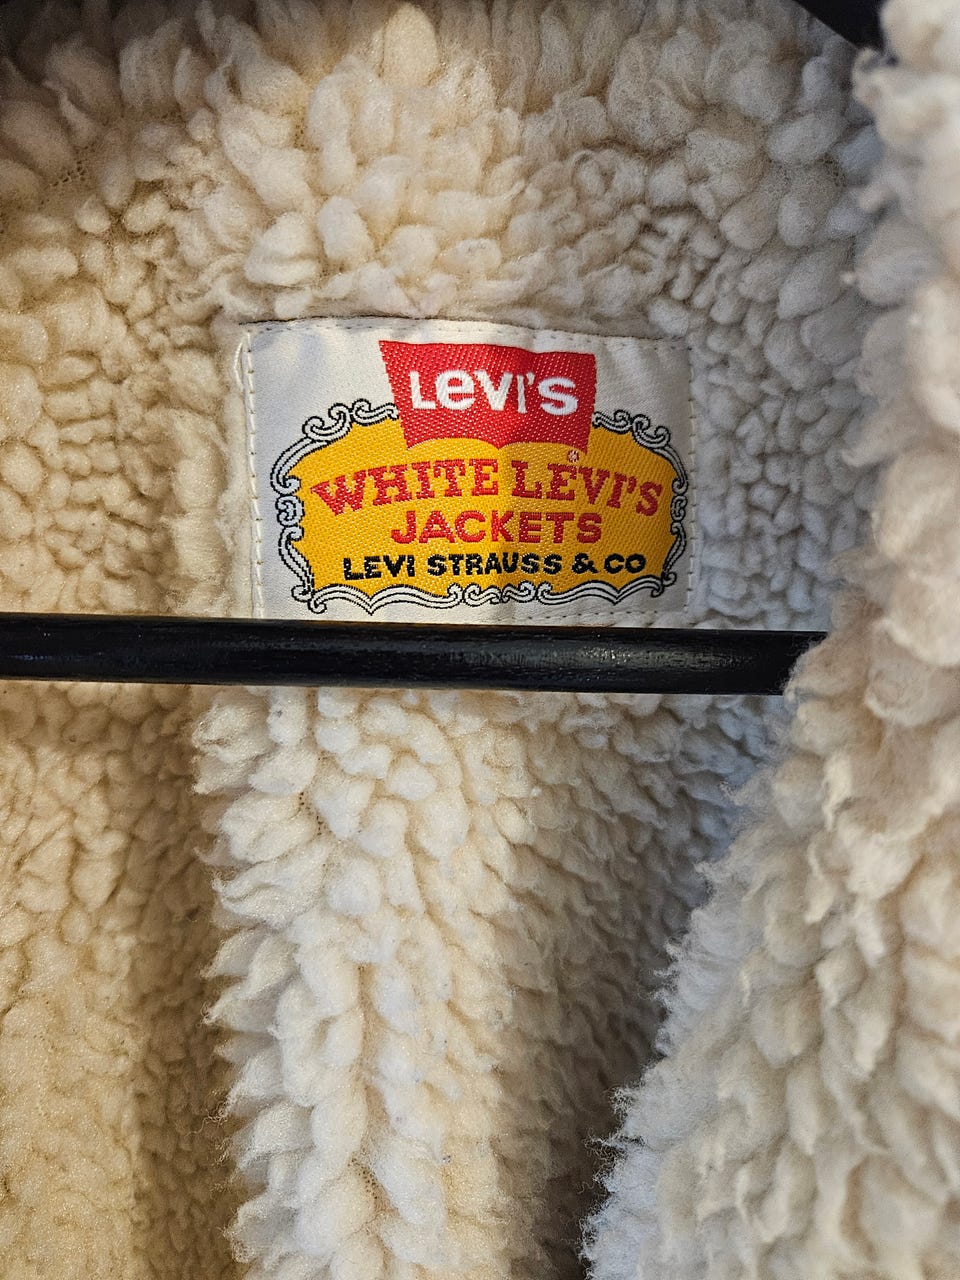 LeVI'S
WHITE LEVI'S®
JACKETS
LEVI STRAUSS & CO